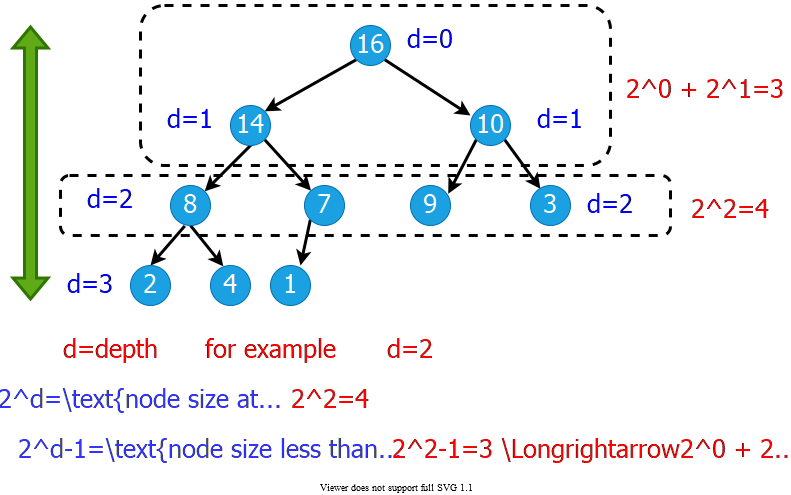 16 d=0
2^0 + 2^1=3
d=1 14 10 d=1
d=2 8 7 9 3 d=2
2^2=4
d=3 2 4 1
d=depth for example d=2
2^d=\text{node size at... 2^2=4
2^d-1=\text{node size less than... 2^2-1=3 \Longrightarrow2^0 + 2...
Viewer does not support full SVG 1.1